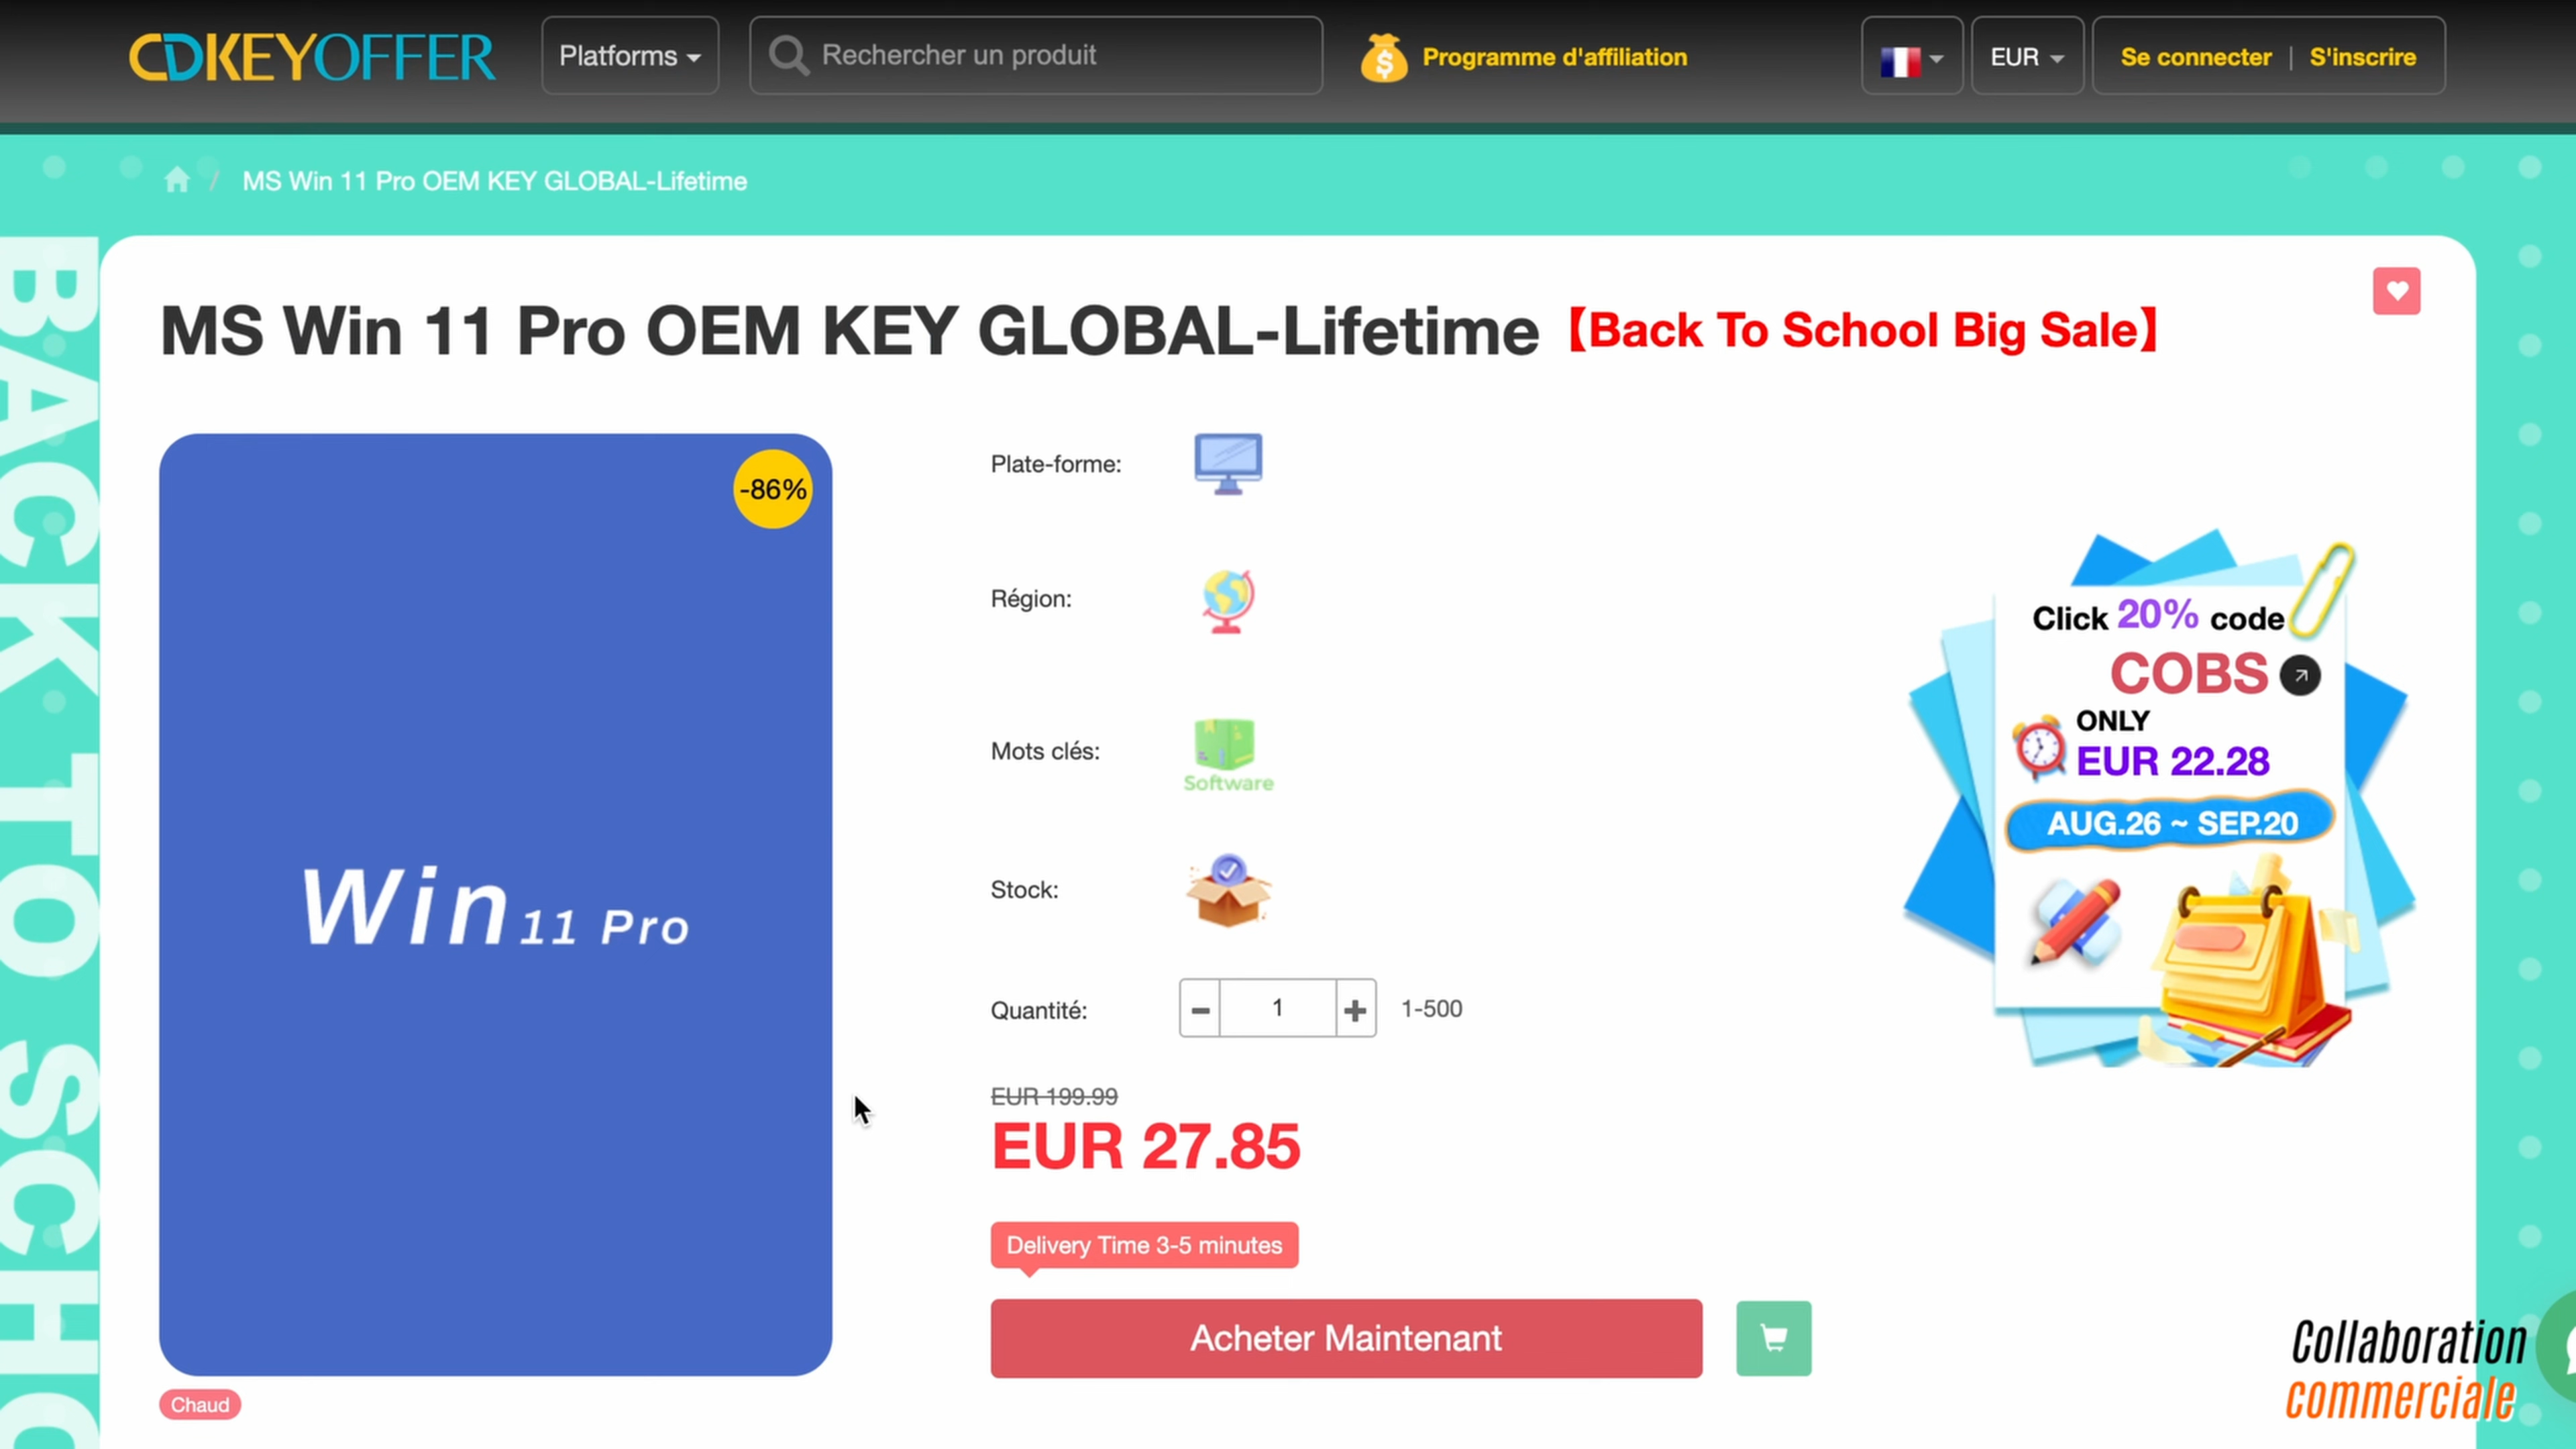 CDKEYOFFER
Platforms
Rechercher un produit
Programme d'affiliation
EUR
Se connecter | S'inscrire
MS Win 11 Pro OEM KEY GLOBAL-Lifetime
MS Win 11 Pro OEM KEY GLOBAL-Lifetime【Back To School Big Sale】
BACK TO SCHO
-86%
Win 11 Pro
Chaud
Plate-forme:
Région:
Mots clés:
Software
Stock:
Quantité:
1
1-500
EUR 199.99
EUR 27.85
Delivery Time 3-5 minutes
Acheter Maintenant
Click 20% code
COBS
ONLY
EUR 22.28
AUG.26 ~ SEP.20
Collaboration
commerciale